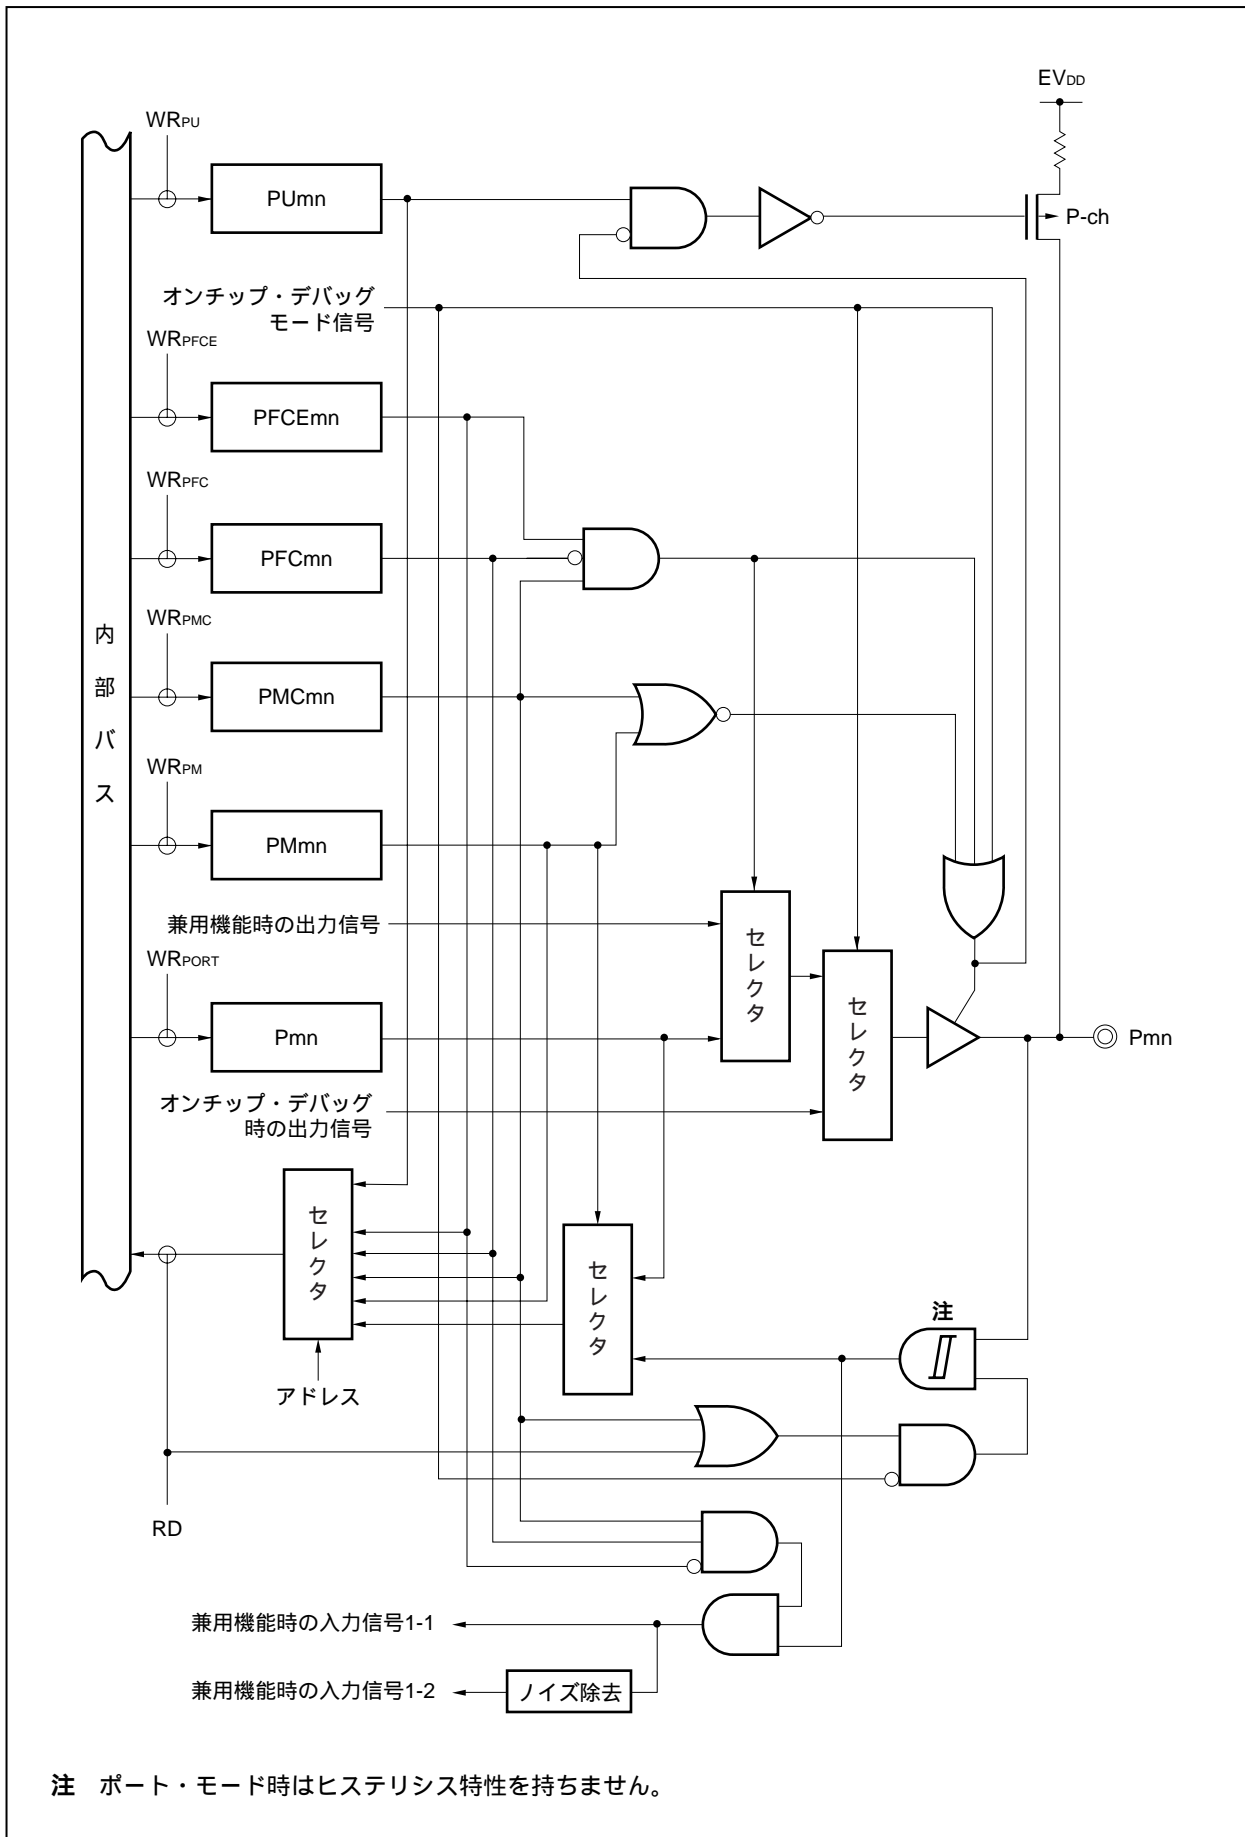 EVDD
WRPU
PUmn
P-ch
オンチップ・デバッグ
モード信号
WRPFCE
PFCEmn
WRPFC
PFCmn
内部バス
WRPMC
PMCmn
WRPM
PMmn
兼用機能時の出力信号
セレクタ
WRPORT
セレクタ
Pmn
Pmn
オンチップ・デバッグ
時の出力信号
セレクタ
セレクタ
注
アドレス
RD
兼用機能時の入力信号1-1
兼用機能時の入力信号1-2
ノイズ除去
注 ポート・モード時はヒステリシス特性を持ちません。